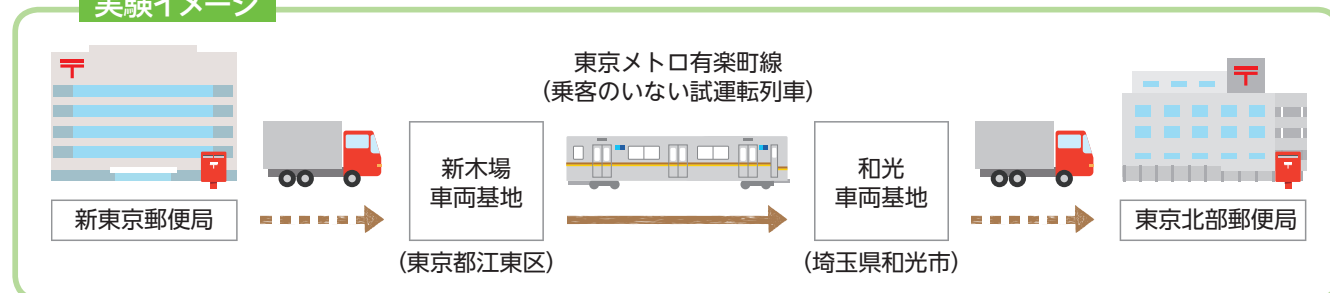 実験イメージ
東京メトロ有楽町線
(乗客のいない試運転列車)
新東京郵便局
新木場
車両基地
(東京都江東区)
和光
車両基地
(埼玉県和光市)
東京北部郵便局